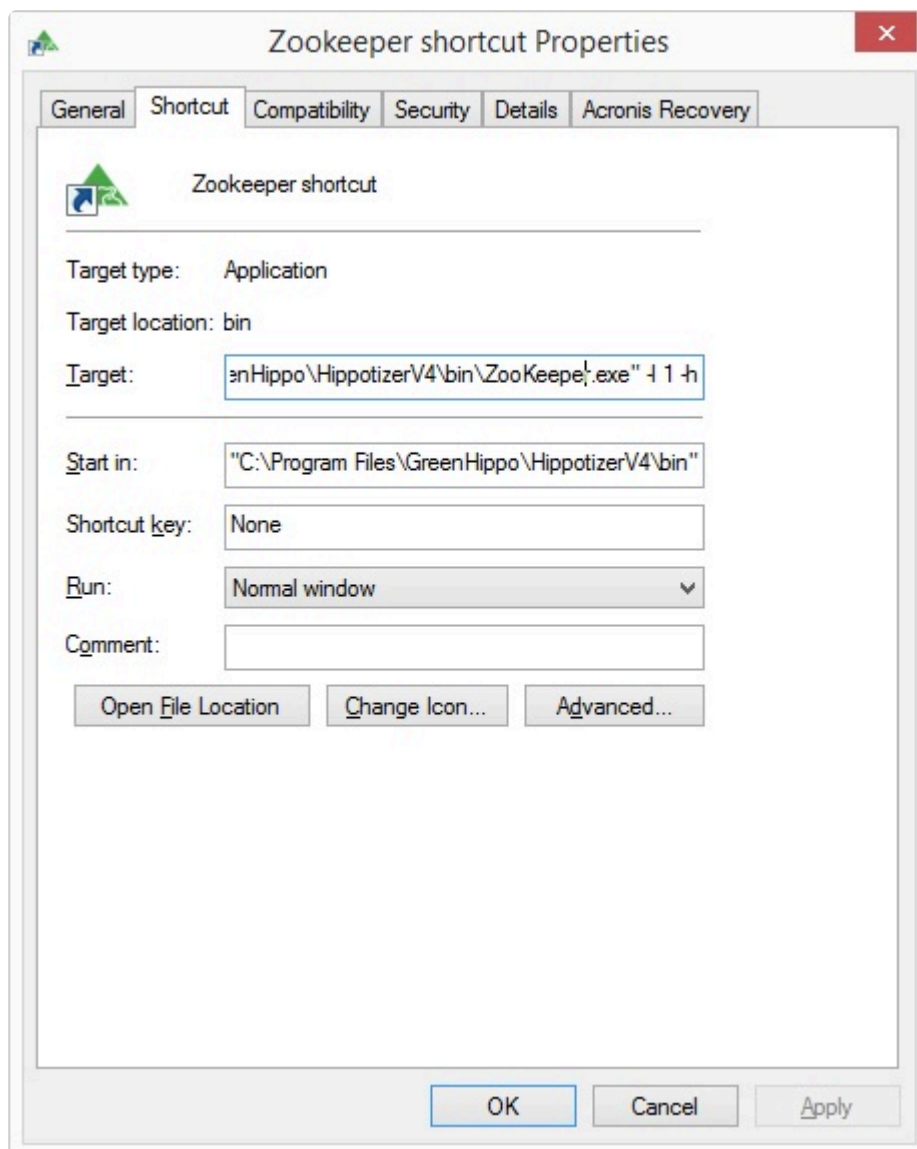 Zookeeper shortcut Properties
General Shortcut Compatibility Security Details Acronis Recovery
Zookeeper shortcut
Target type: Application
Target location: bin
Target: enHippo\HippotizerV4\bin\ZooKeeper.exe" -l 1 -h
Start in: "C:\Program Files\GreenHippo\HippotizerV4\bin"
Shortcut key: None
Run: Normal window
Comment:
Open File Location Change Icon... Advanced...
OK Cancel Apply